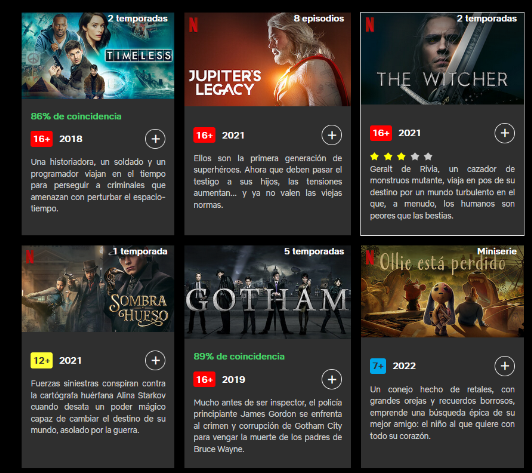 2 temporadas
TIMELESS
86% de coincidencia
16+ 2018 +
Una historiadora, un soldado y un
programador viajan en el tiempo
para perseguir a criminales que
amenazan con perturbar el espacio-
tiempo.
N 8 episodios
JUPITER'S
LEGACY
16+ 2021 +
Ellos son la primera generación de
superhéroes. Ahora que deben pasar el
testigo a sus hijos, las tensiones
aumentan... y ya no valen las viejas
normas.
N 2 temporadas
THE WITCHER
16+ 2021 +
Geralt de Rivia, un cazador de
monstruos mutante, viaja en pos de su
destino por un mundo turbulento en el
que, a menudo, los humanos son
peores que las bestias.
N 1 temporada
SOMBRA
Y
HUESO
12+ 2021 +
Fuerzas siniestras conspiran contra
la cartógrafa huérfana Alina Starkov
cuando desata un poder mágico
capaz de cambiar el destino de su
mundo, asolado por la guerra.
5 temporadas
GOTHAM
89% de coincidencia
16+ 2019 +
Mucho antes de ser inspector, el policía
principiante James Gordon se enfrenta
al crimen y corrupción de Gotham City
para vengar la muerte de los padres de
Bruce Wayne.
N Miniserie
Ollie está perdido
7+ 2022 +
Un conejo hecho de retales, con
grandes orejas y recuerdos borrosos,
emprende una búsqueda épica de su
mejor amigo: el niño al que quiere con
todo su corazón.